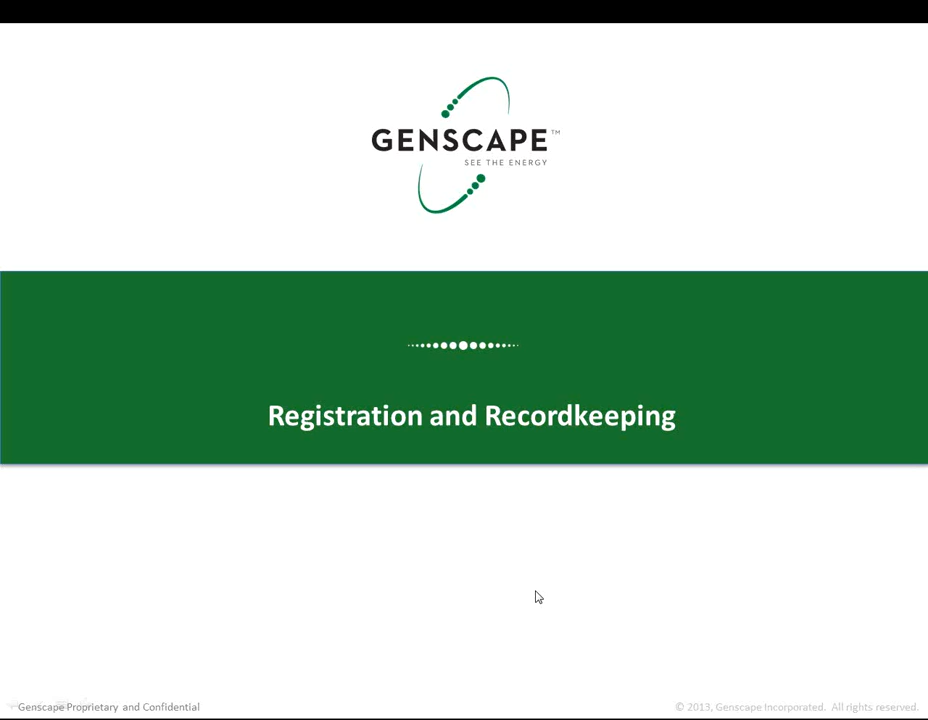 GENSCAPE™
SEE THE ENERGY
Registration and Recordkeeping
Genscape Proprietary and Confidential
© 2013, Genscape Incorporated. All rights reserved.